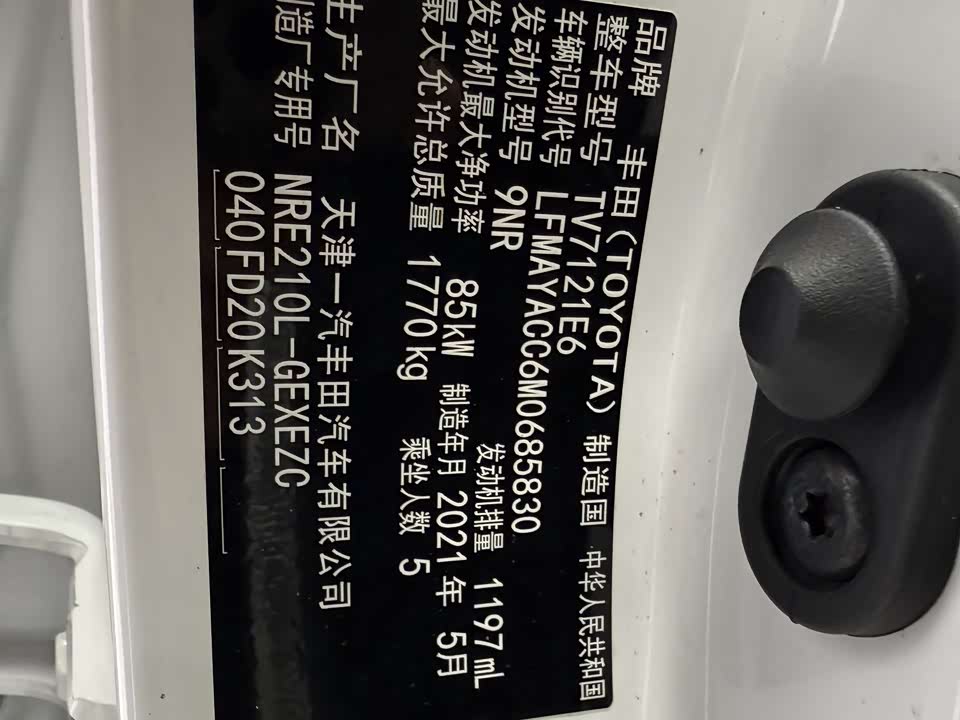 品牌 丰田（TOYOTA） 制造国 中华人民共和国
整车型号 TV7121E6
车辆识别代号 LFMAYACC6M0685830
发动机型号 9NR 发动机排量 1197mL
发动机最大净功率 85kW 制造年月 2021年 5月
最大允许总质量 1770kg 乘坐人数 5
生产厂名 天津一汽丰田汽车有限公司
制造厂专用号 NRE210L-GEXEZC
040FD20K313